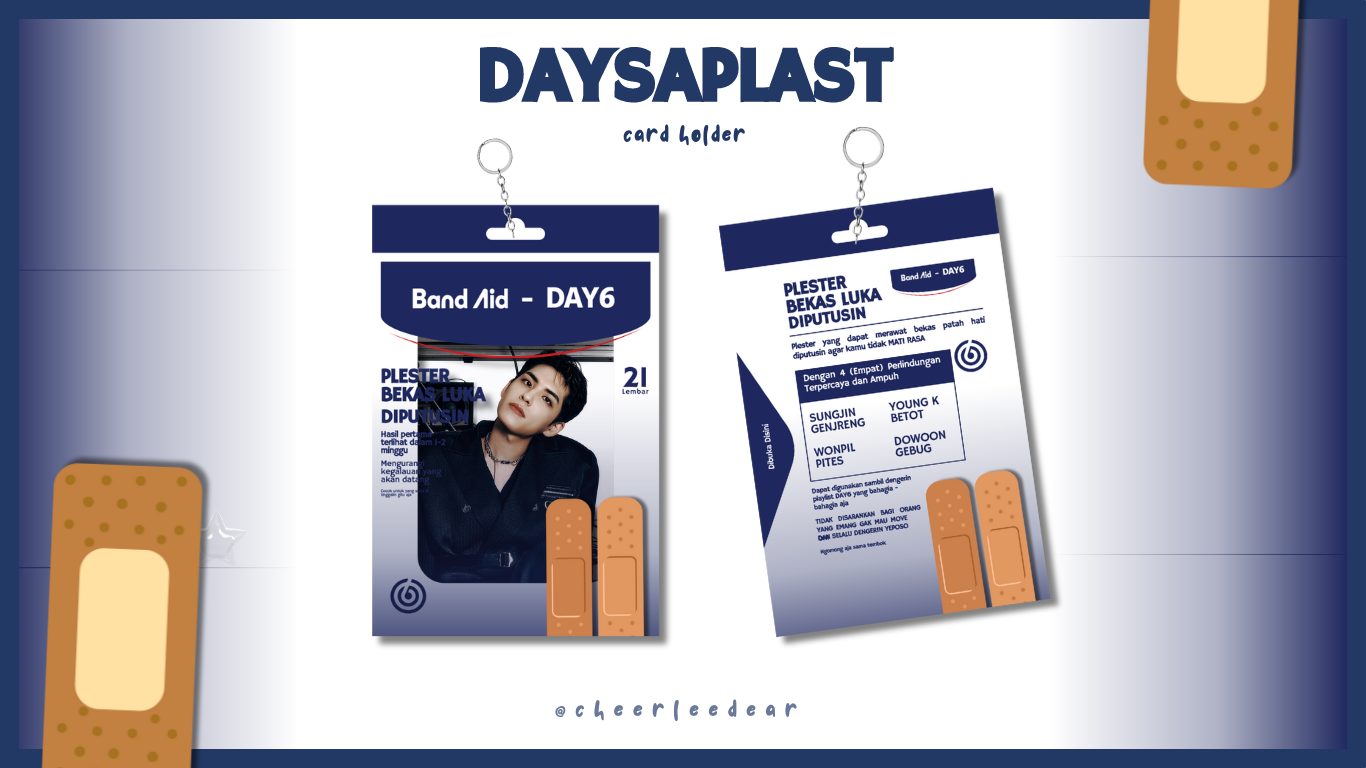 DAYSAPLAST
card holder
Band Aid - DAY6
PLESTER
BEKAS LUKA
DIPUTUSIN
Hasil pertama
terlihat dalam 1-2
minggu
Mengurangi
kegalauan yang
akan datang
21
Lembar
PLESTER
BEKAS LUKA
DIPUTUSIN
Band Aid - DAY6
Plester yang dapat merawat bekas patah hati
diputusin agar kamu tidak MATI RASA
Dengan 4 (Empat) Perlindungan
Terpercaya dan Ampuh
SUNGJIN
GENJRENG
YOUNG K
BETOT
WONPIL
PITES
DOWOON
GEBUG
Dibuka Disini
Dapat digunakan sambil dengerin
playlist DAY6 yang bahagia -
bahagia aja
TIDAK DISARANKAN BAGI ORANG
YANG EMANG GAK MAU MOVE
SELALU DENGERIN YEPOSO
Ngomong aja sama tembok
@cheerleedear